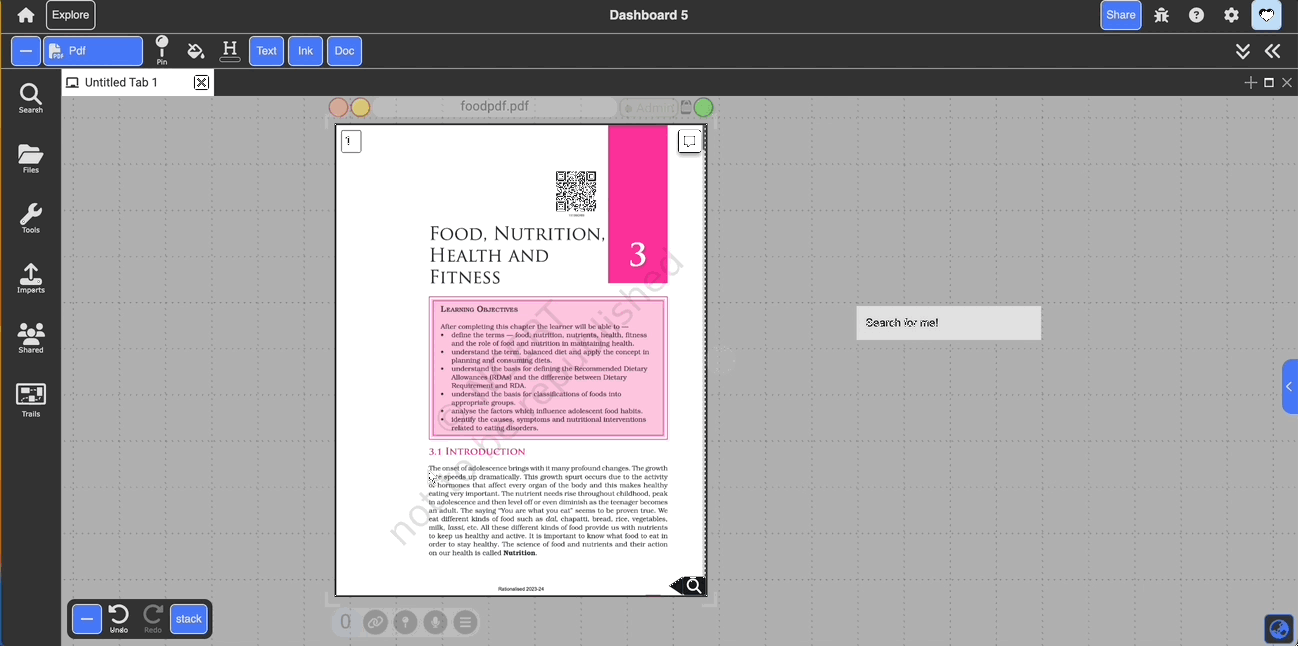 Explore
Dashboard 5
Share
Pdf
Pin
H
Text
Ink
Doc
Search
Untitled Tab 1
Files
Tools
Imports
Shared
Trails
foodpdf.pdf
Admin
1
3
FOOD, NUTRITION,
HEALTH AND
FITNESS
LEARNING OBJECTIVES
After completing this chapter the learner will be able to —
• define the terms — food, nutrition, nutrients, health, fitness
and the role of food and nutrition in maintaining health.
• understand the term, balanced diet and apply the concept in
planning and consuming diets.
• understand the basis for defining the Recommended Dietary
Allowances (RDAs) and the difference between Dietary
Requirement and RDA.
• understand the basis for classifications of foods into
appropriate groups.
• analyse the factors which influence adolescent food habits.
• identify the causes, symptoms and nutritional interventions
related to eating disorders.
3.1 INTRODUCTION
The onset of adolescence brings with it many profound changes. The growth
speeds up dramatically. This growth spurt occurs due to the activity
of hormones that affect every organ of the body and this makes healthy
eating very important. The nutrient needs rise throughout childhood, peak
in adolescence and then level off or even diminish as the teenager becomes
an adult. The saying "You are what you eat" seems to be proven true. We
eat different kinds of food such as dal, chapatti, bread, rice, vegetables,
milk, lassi, etc. All these different kinds of food provide us with nutrients
to keep us healthy and active. It is important to know what food to eat in
order to stay healthy. The science of food and nutrients and their action
on our health is called Nutrition.
Rationalised 2023-24
not to be republished
Search for me!
Undo
Redo
stack
0